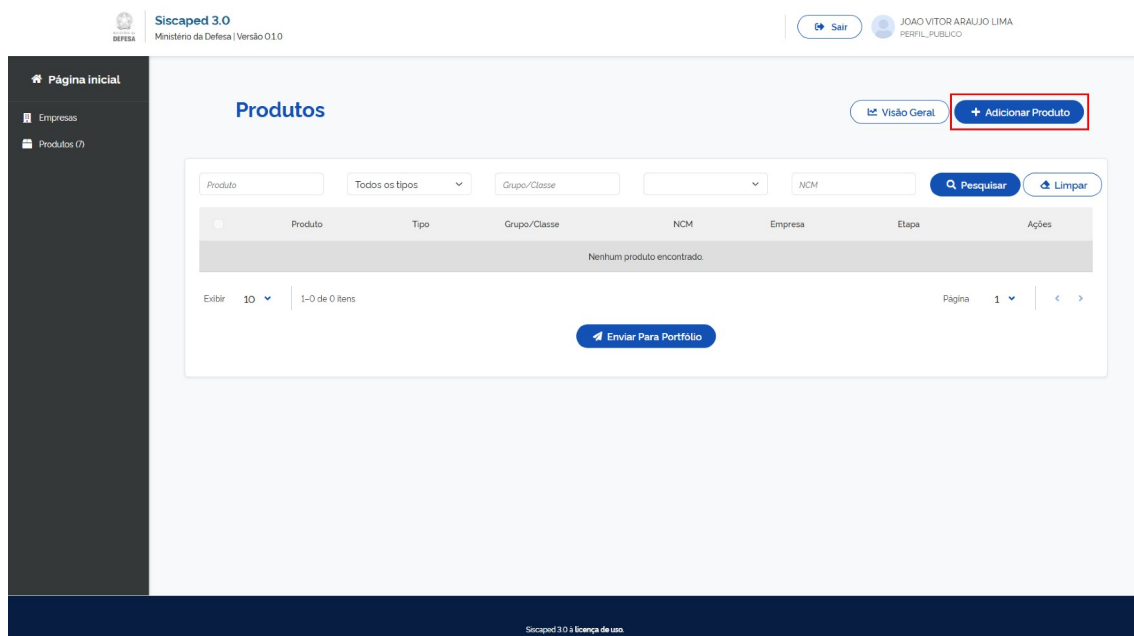 DEFESA
Siscaped 3.0
Ministério da Defesa | Versão 0.1.0
Sair
JOAO VITOR ARAUJO LIMA
PERFIL_PUBLICO
Página inicial
Empresas
Produtos (7)
Produtos
Visão Geral
+ Adicionar Produto
Produto
Todos os tipos
Grupo/Classe
NCM
Pesquisar
Limpar
Produto Tipo Grupo/Classe NCM Empresa Etapa Ações
Nenhum produto encontrado.
Exibir 10 1-0 de 0 itens Página 1 < >
Enviar Para Portfólio
Siscaped 3.0 à licença de uso.